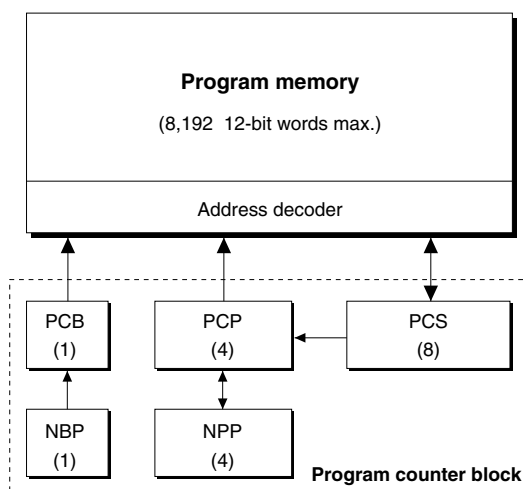 Program memory
(8,192 12-bit words max.)
Address decoder
PCB
(1)
PCP
(4)
PCS
(8)
NBP
(1)
NPP
(4)
Program counter block